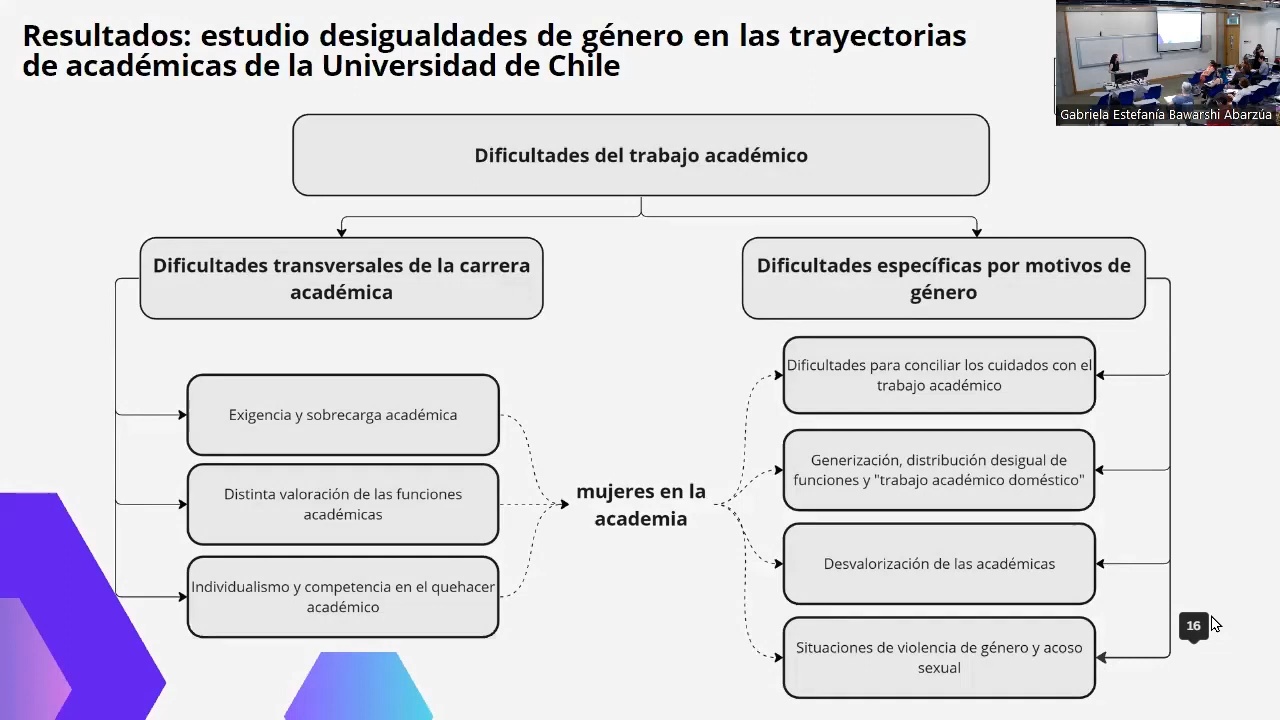 Resultados: estudio desigualdades de género en las trayectorias
de académicas de la Universidad de Chile
Gabriela Estefanía Bawarshi Abarzúa
Dificultades del trabajo académico
Dificultades transversales de la carrera
académica
Dificultades específicas por motivos de
género
Exigencia y sobrecarga académica
Distinta valoración de las funciones
académicas
Individualismo y competencia en el quehacer
académico
mujeres en la
academia
Dificultades para conciliar los cuidados con el
trabajo académico
Generización, distribución desigual de
funciones y "trabajo académico doméstico"
Desvalorización de las académicas
Situaciones de violencia de género y acoso
sexual
16